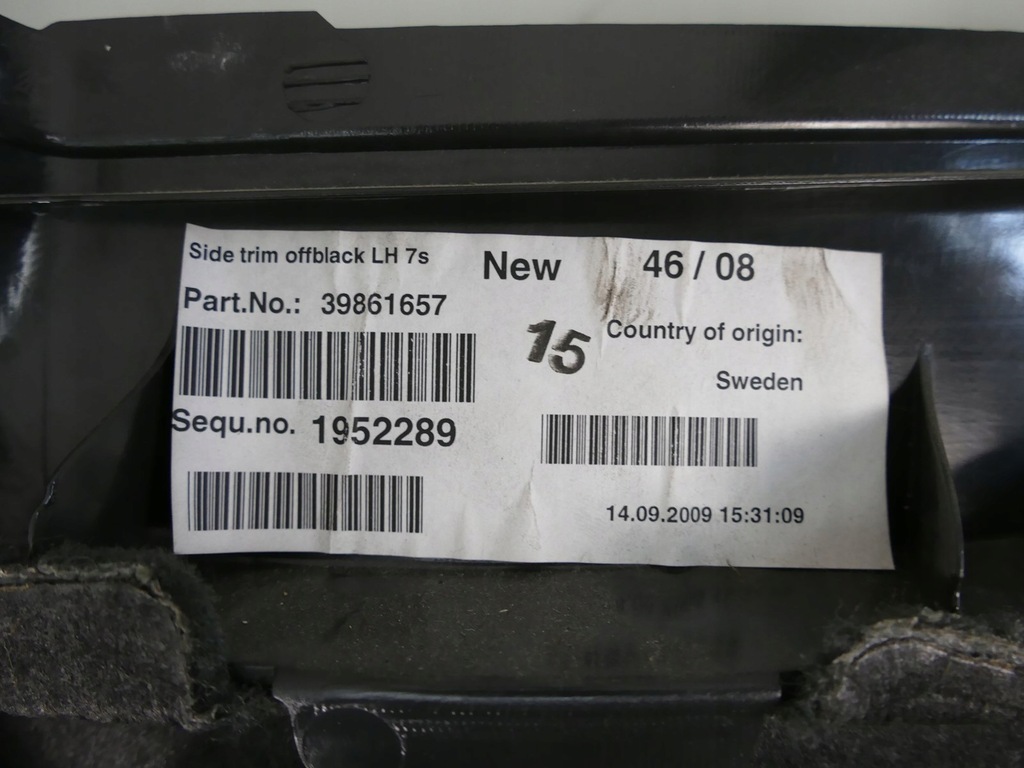 Side trim offblack LH 7s
New 46 / 08
Part.No.: 39861657
15
Country of origin:
Sweden
Sequ.no. 1952289
14.09.2009 15:31:09